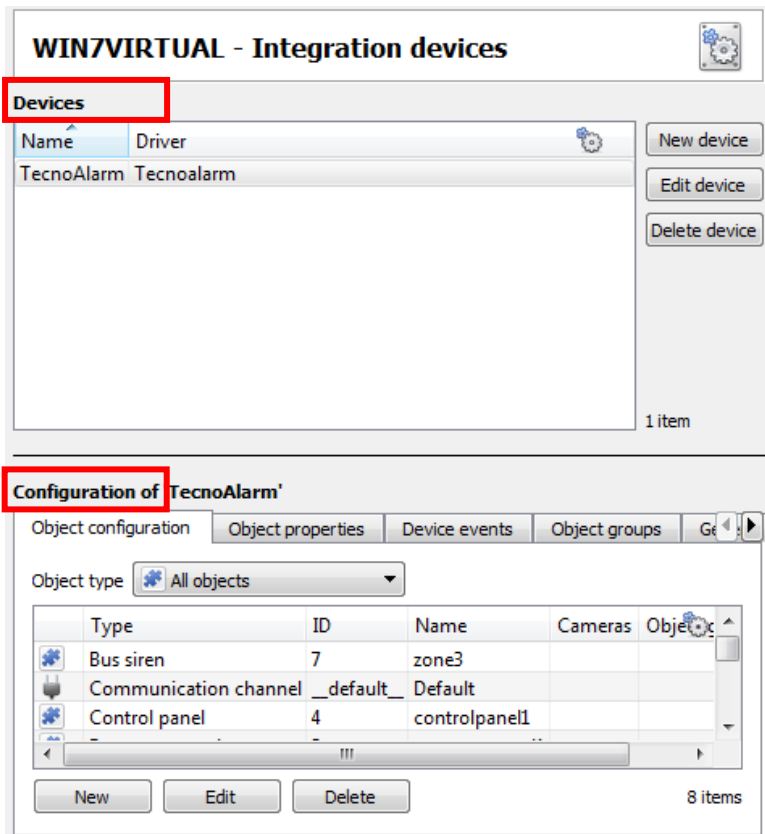 WIN7VIRTUAL - Integration devices
Devices
Name Driver
New device
TecnoAlarm Tecnoalarm
Edit device
Delete device
1 item
Configuration of 'TecnoAlarm'
Object configuration Object properties Device events Object groups
Object type All objects
Type ID Name Cameras
Bus siren 7 zone3
Communication channel __default__ Default
Control panel 4 controlpanel1
New Edit Delete 8 items